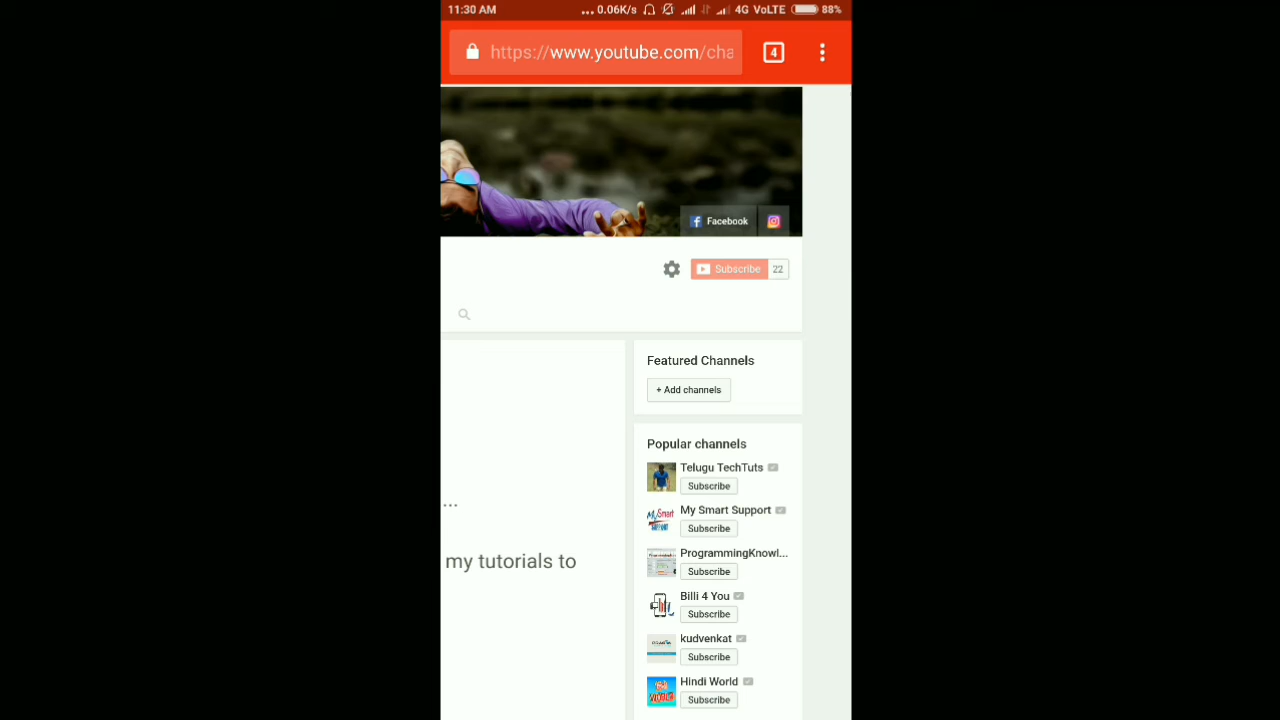 11:30 AM ... 0.06K/s 4G VoLTE 88%
https://www.youtube.com/cha 4
Facebook
Subscribe 22
Featured Channels
+ Add channels
Popular channels
Telugu TechTuts
Subscribe
My Smart Support
Subscribe
ProgrammingKnowl...
Subscribe
Billi 4 You
Subscribe
kudvenkat
Subscribe
Hindi World
Subscribe
...
my tutorials to